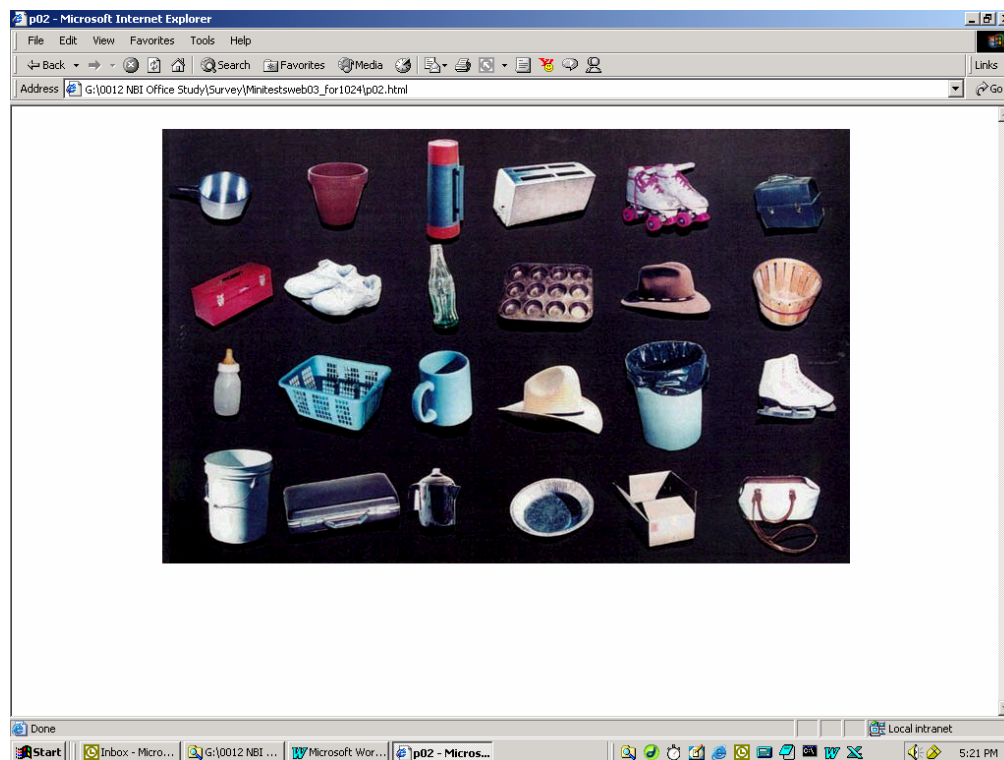 p02 - Microsoft Internet Explorer
File Edit View Favorites Tools Help
Back Search Favorites Media
Links
Address G:\0012 NBI Office Study\Survey\Minitestsweb03_for1024\p02.html Go
Done Local intranet
Start Inbox - Micro... G:\0012 NBI ... Microsoft Wor... p02 - Micros... 5:21 PM